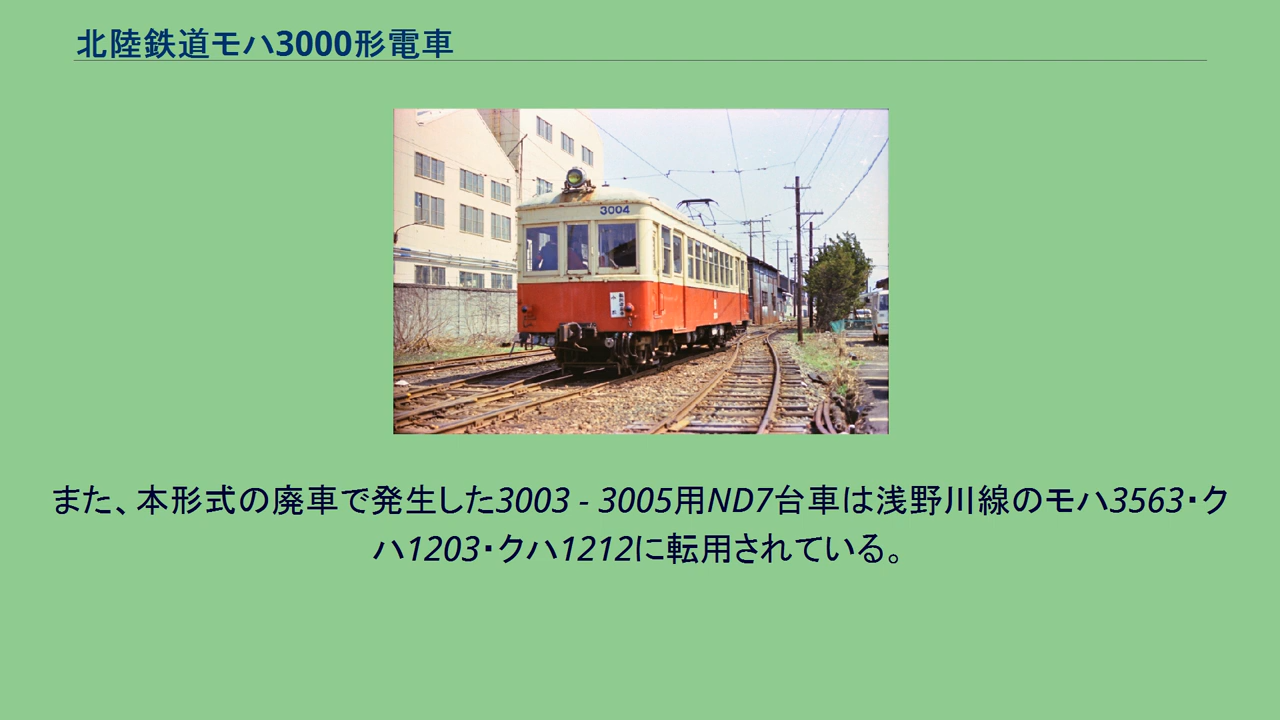 北陸鉄道モハ3000形電車
3004
また、本形式の廃車で発生した3003 - 3005用ND7台車は浅野川線のモハ3563・ク
ハ1203・クハ1212に転用されている。